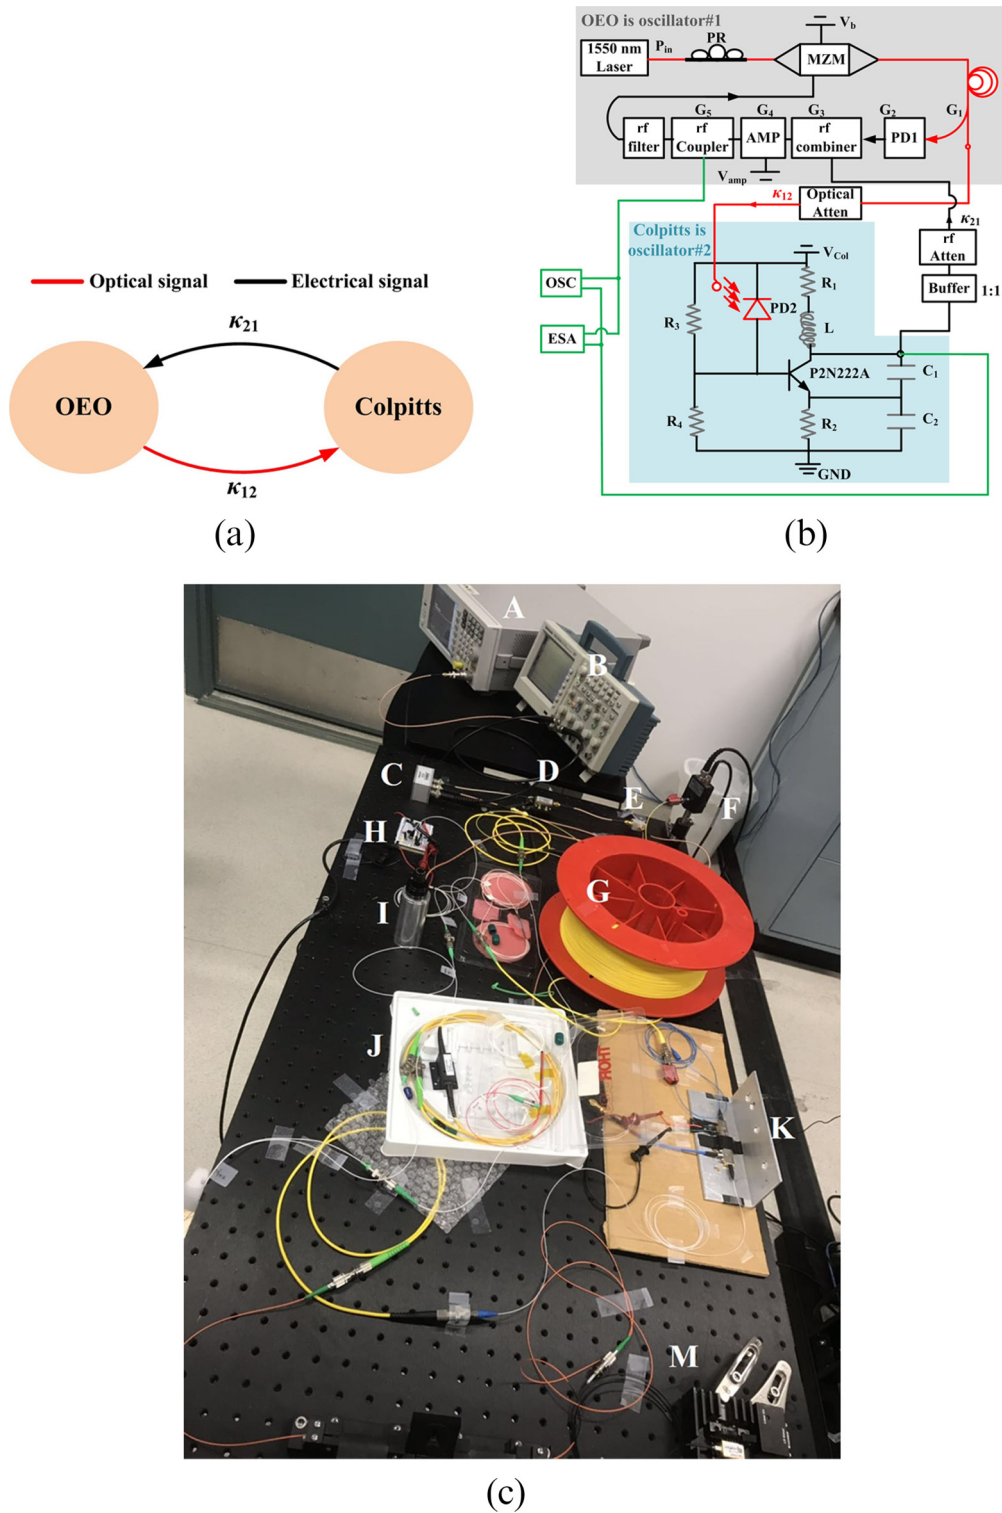 Optical signal
Electrical signal
κ21
OEO
Colpitts
κ12
(a)
OEO is oscillator#1
1550 nm
Laser
Pin
PR
MZM
Vb
rf
filter
G5
rf
Coupler
G4
AMP
G3
rf
combiner
G2
PD1
G1
Vamp
κ12
Optical
Atten
κ21
rf
Atten
Buffer
1:1
Colpitts is
oscillator#2
OSC
ESA
VCol
R1
L
PD2
R3
P2N222A
C1
R4
R2
C2
GND
(b)
A
B
C
D
E
F
H
G
I
J
K
M
(c)